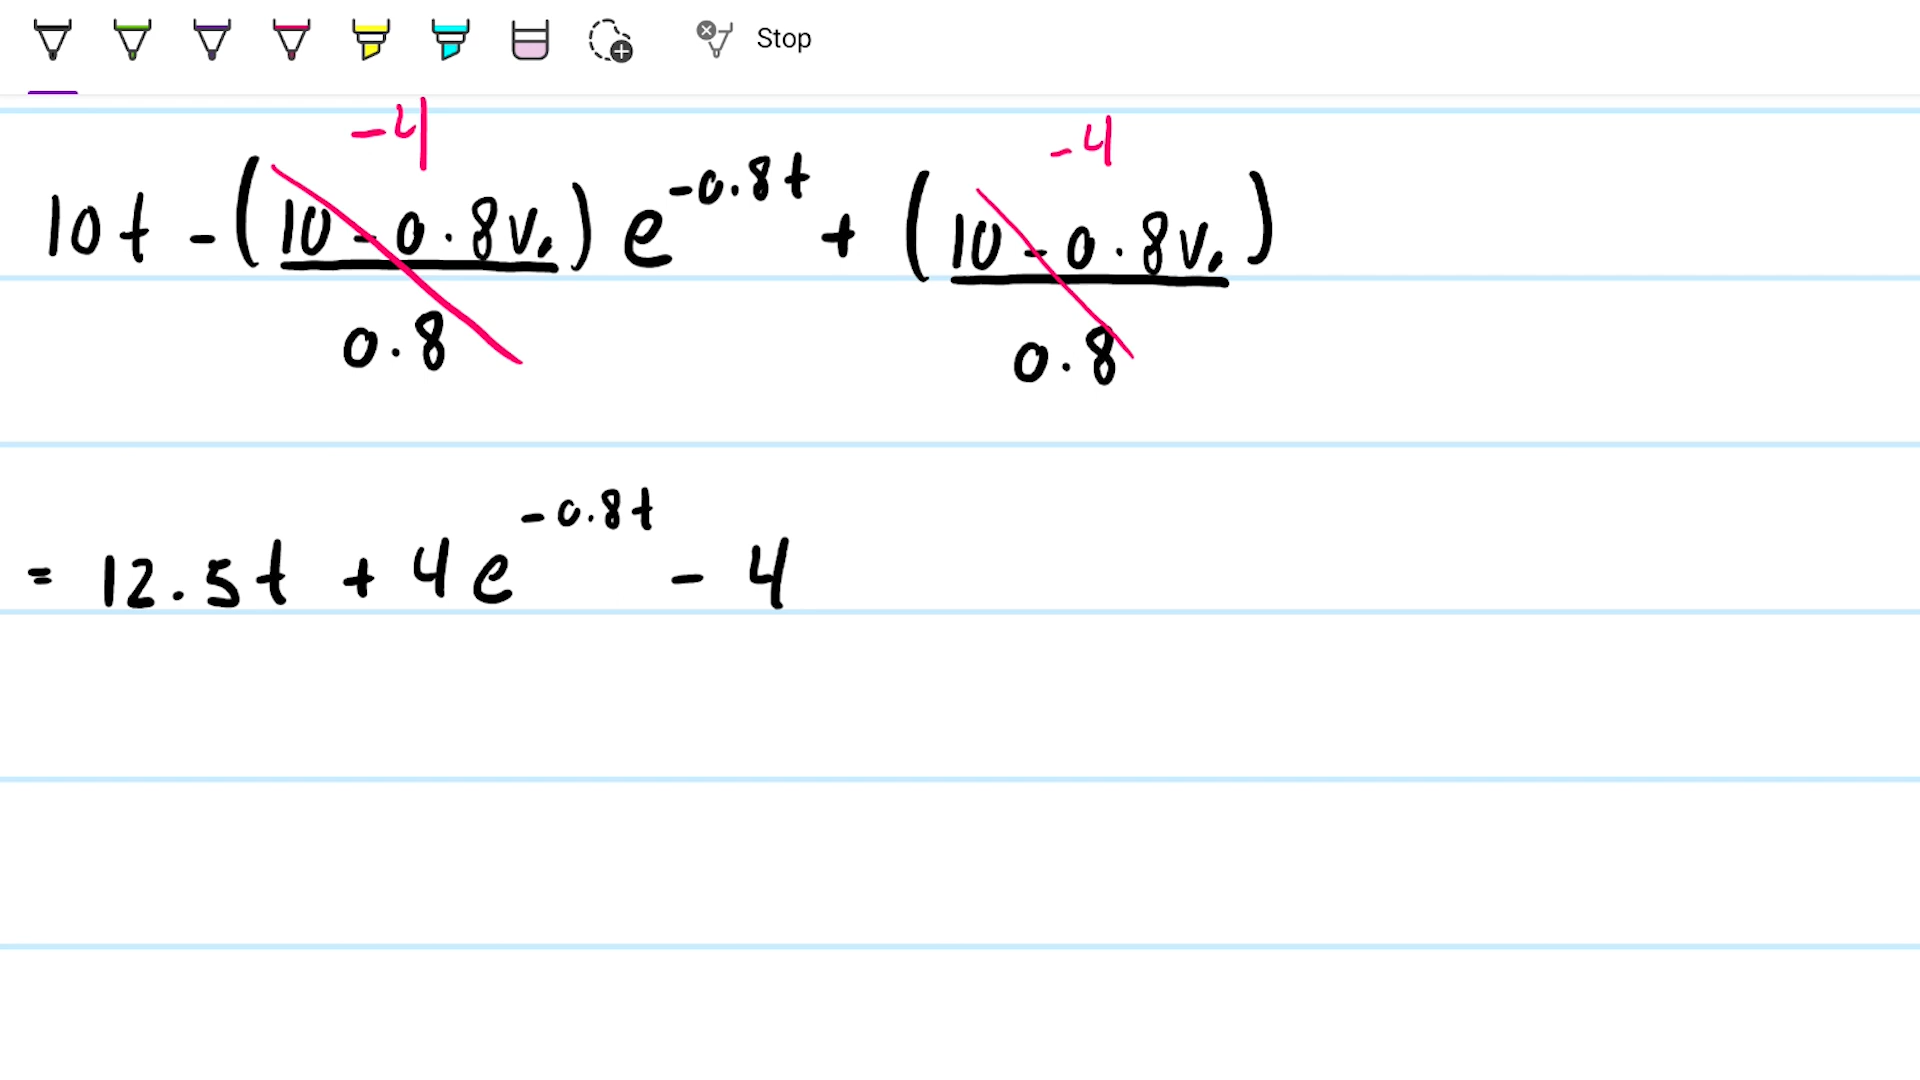 Stop
-4 -4
10t - (10 - 0.8v₀) e^-0.8t + (10 - 0.8v₀)
0.8 0.8
= 12.5t + 4e^-0.8t - 4